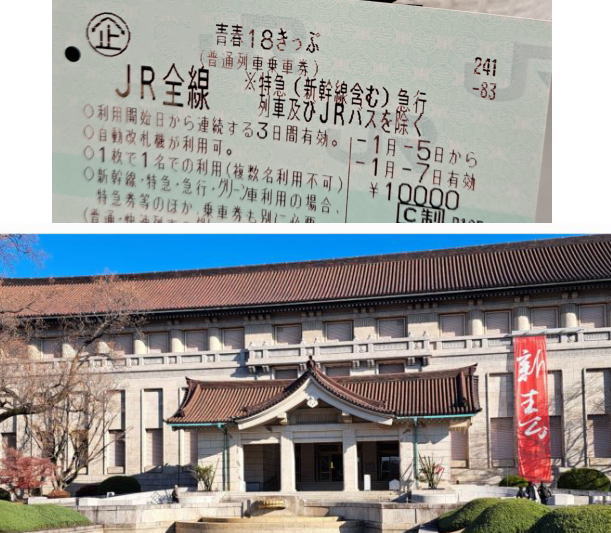 企
青春18きっぷ
(普通列車乗車券)
241
-83
JR全線
※特急(新幹線含む)急行
列車及びJRバスを除く
○利用開始日から連続する3日間有効。
○自動改札機が利用可。
○1枚で1名での利用(複数名利用不可)
○新幹線・特急・急行・グリーン車利用の場合、
特急券等のほか、乗車券も別に必要
-1月-5日から
-1月-7日有効
¥10000
C制
新春